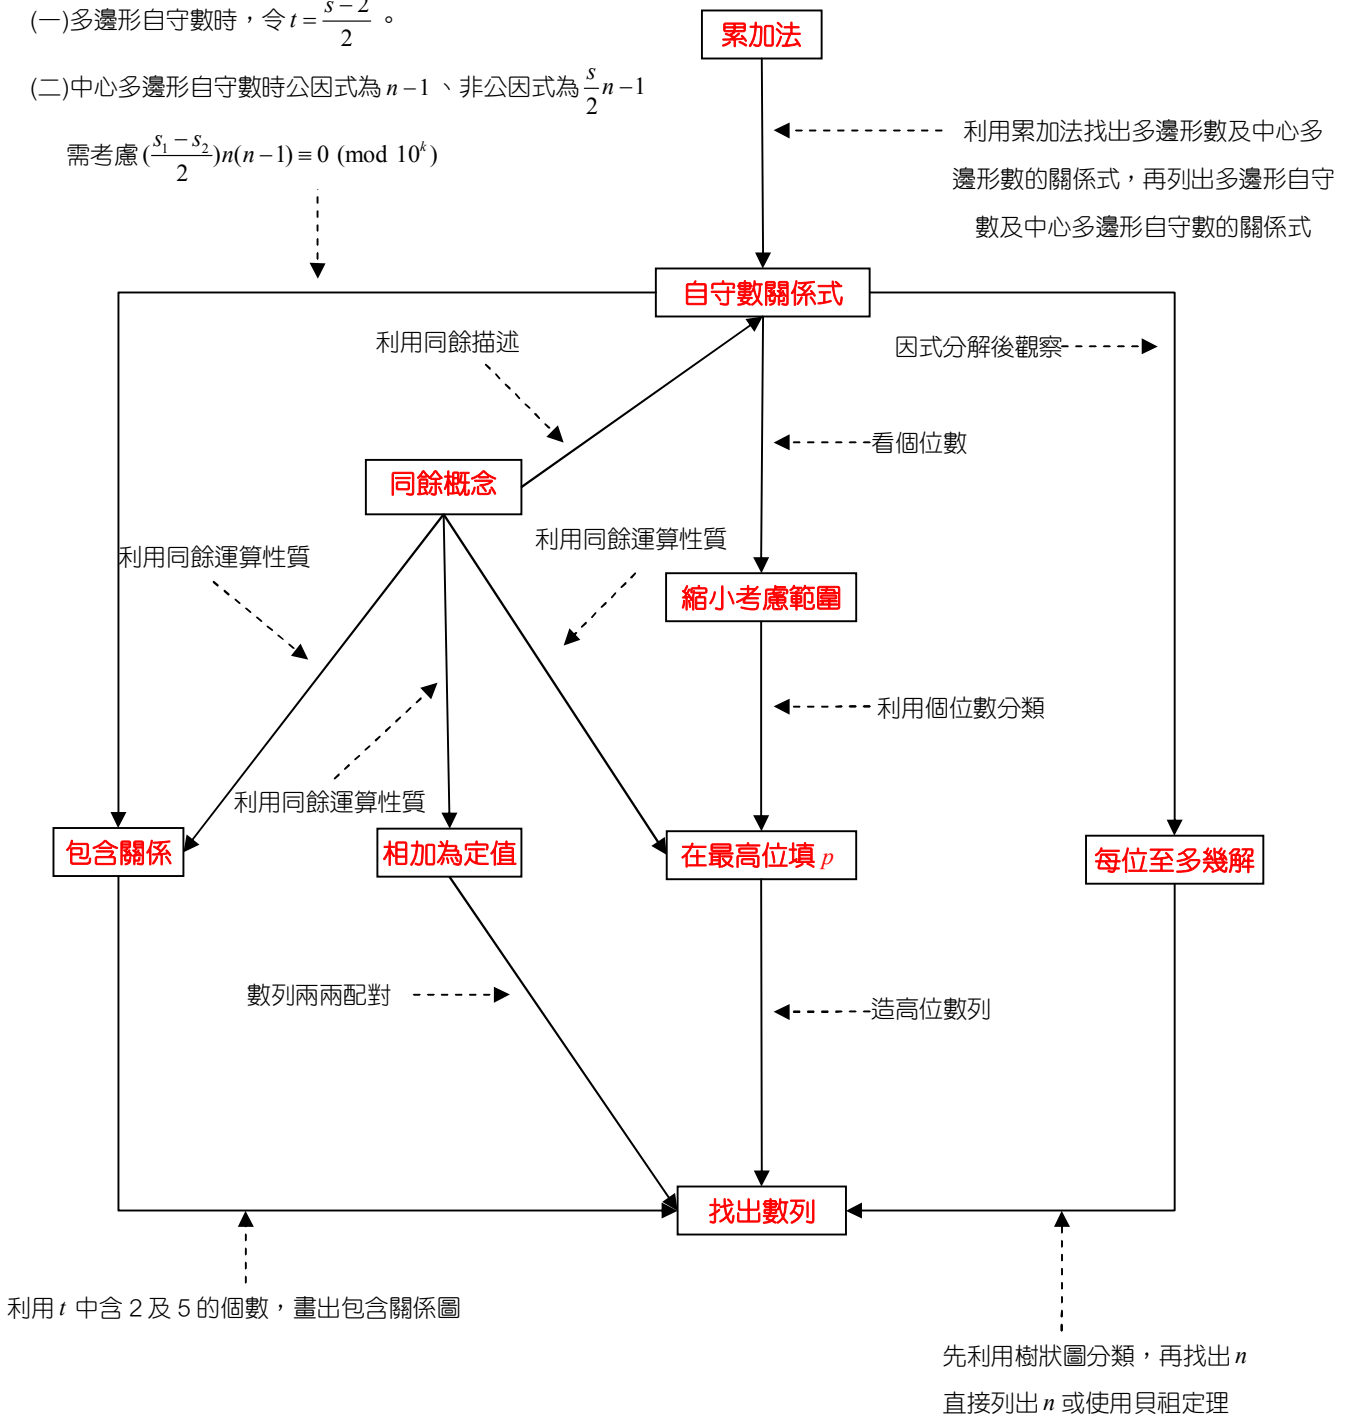 (一)多邊形自守數時，令 t = (s−2)/2 。
(二)中心多邊形自守數時公因式為 n−1 、非公因式為 s/2 n−1
需考慮 ((s₁−s₂)/2)n(n−1) ≡ 0 (mod 10ᵏ)
累加法
利用累加法找出多邊形數及中心多
邊形數的關係式，再列出多邊形自守
數及中心多邊形自守數的關係式
自守數關係式
利用同餘描述
因式分解後觀察
看個位數
同餘概念
利用同餘運算性質
利用同餘運算性質
縮小考慮範圍
利用個位數分類
利用同餘運算性質
包含關係
相加為定值
在最高位填 p
每位至多幾解
數列兩兩配對
造高位數列
找出數列
利用 t 中含 2 及 5 的個數，畫出包含關係圖
先利用樹狀圖分類，再找出 n
直接列出 n 或使用貝祖定理